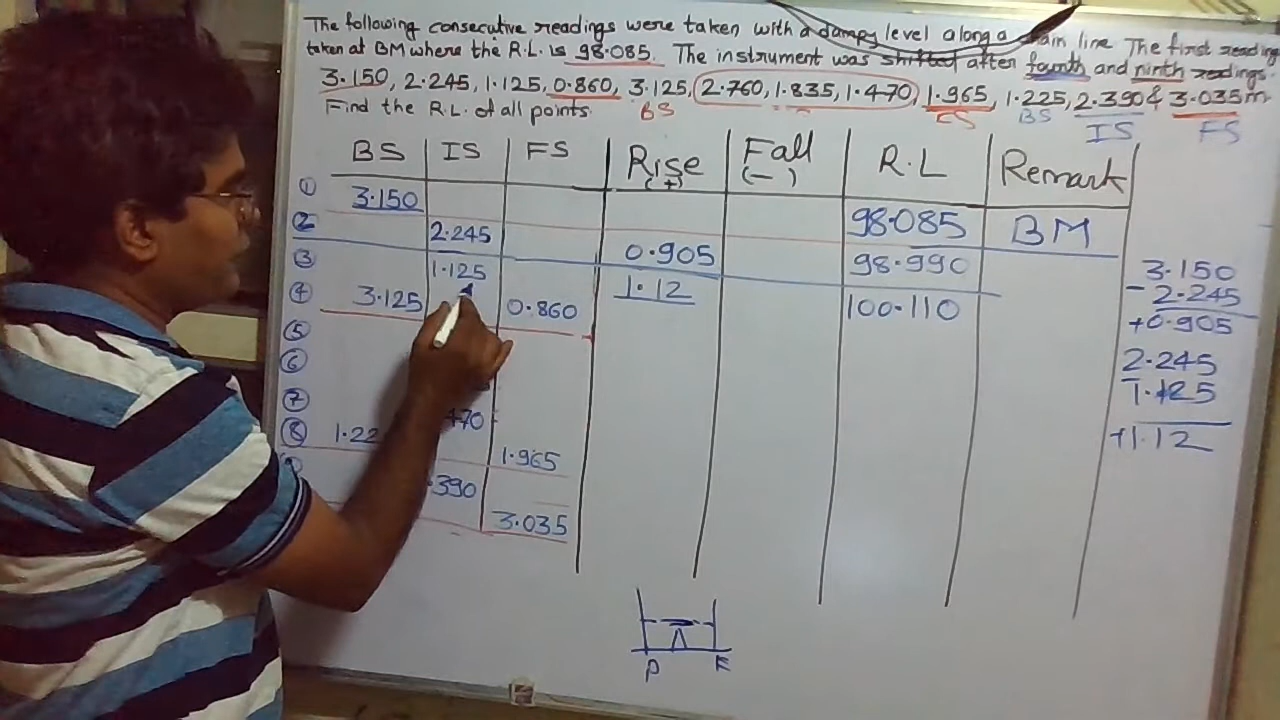 The following consecutive readings were taken with a dumpy level along a chain line The first reading
taken at BM where the R.L. is 98.085. The instrument was shifted after fourth and ninth readings.
3.150, 2.245, 1.125, 0.860, 3.125, 2.760, 1.835, 1.470, 1.965, 1.225, 2.390 & 3.035m
Find the R.L. of all points. BS FS BS IS FS
BS IS FS Rise (+) Fall (-) R.L Remark
1 3.150 98.085 BM
2 2.245 0.905 98.990
3 1.125 1.12 100.110
4 3.125 0.860
5
6
7 470
8 1.22 1.965
9 .390
3.035
3.150
- 2.245
+0.905
2.245
1.125
+1.12
P F